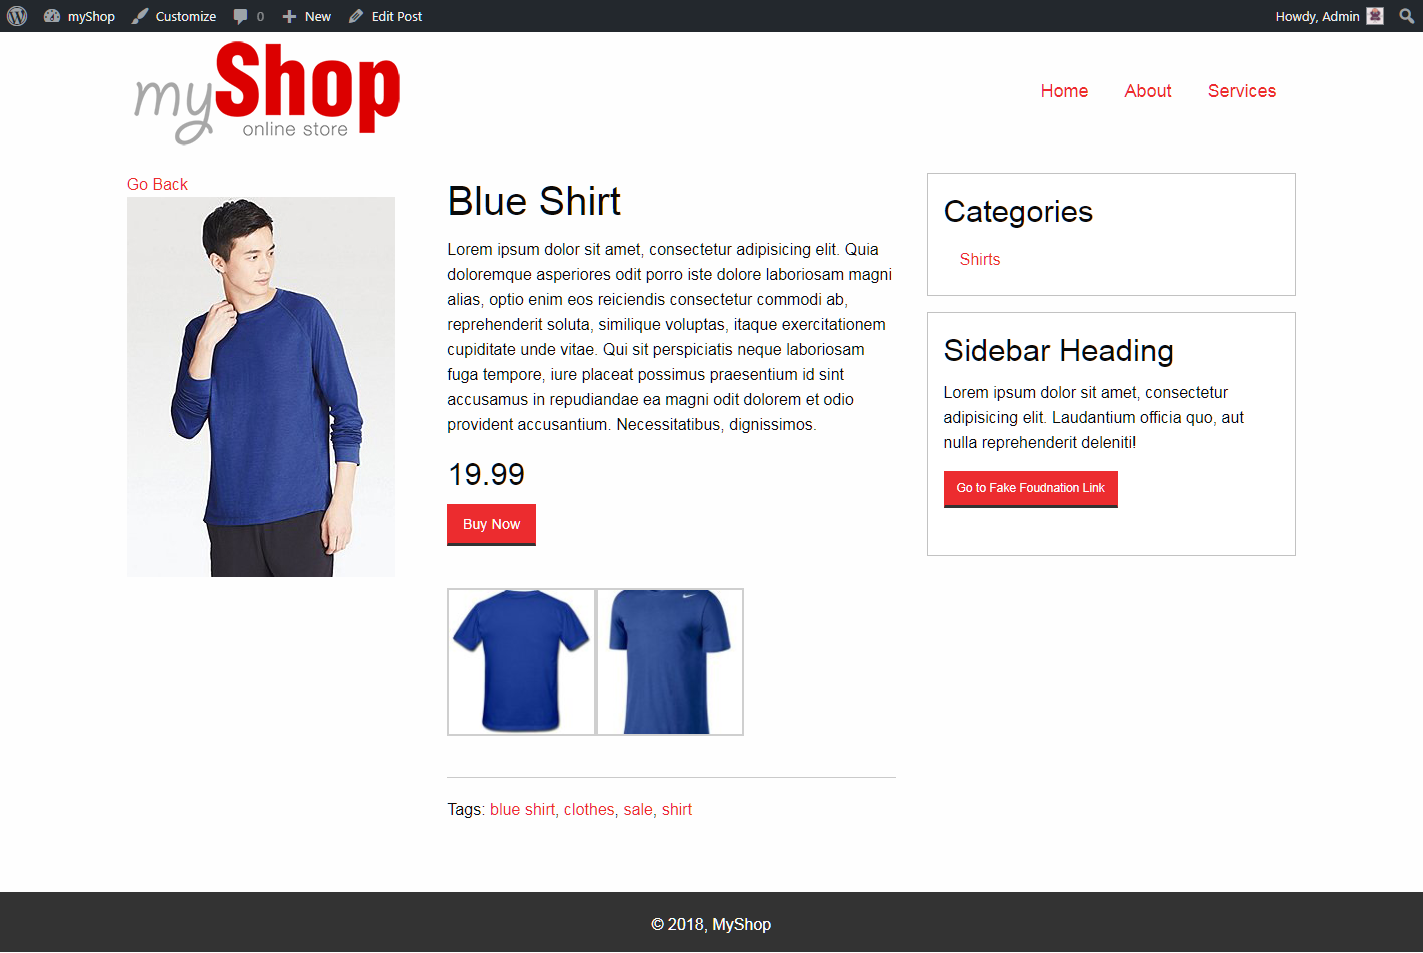 myShop
Customize
0
New
Edit Post
Howdy, Admin
myShop
online store
Home
About
Services
Go Back
Blue Shirt
Lorem ipsum dolor sit amet, consectetur adipisicing elit. Quia
doloremque asperiores odit porro iste dolore laboriosam magni
alias, optio enim eos reiciendis consectetur commodi ab,
reprehenderit soluta, similique voluptas, itaque exercitationem
cupiditate unde vitae. Qui sit perspiciatis neque laboriosam
fuga tempore, iure placeat possimus praesentium id sint
accusamus in repudiandae ea magni odit dolorem et odio
provident accusantium. Necessitatibus, dignissimos.
19.99
Buy Now
Tags: blue shirt, clothes, sale, shirt
Categories
Shirts
Sidebar Heading
Lorem ipsum dolor sit amet, consectetur
adipisicing elit. Laudantium officia quo, aut
nulla reprehenderit deleniti!
Go to Fake Foudnation Link
© 2018, MyShop